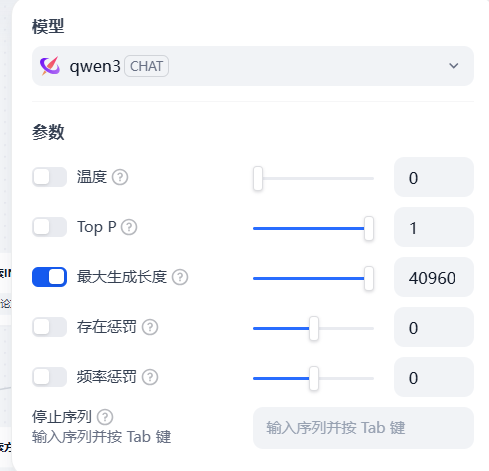 模型
qwen3 CHAT
参数
温度 0
Top P 1
最大生成长度 40960
存在惩罚 0
频率惩罚 0
停止序列
输入序列并按 Tab 键
输入序列并按 Tab 键